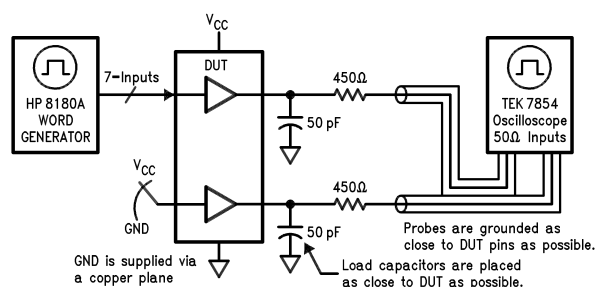 VCC
HP 8180A
WORD
GENERATOR
7-Inputs
DUT
450Ω
50 pF
TEK 7854
Oscilloscope
50Ω Inputs
VCC
GND
450Ω
50 pF
Probes are grounded as
close to DUT pins as possible.
GND is supplied via
a copper plane
Load capacitors are placed
as close to DUT as possible.